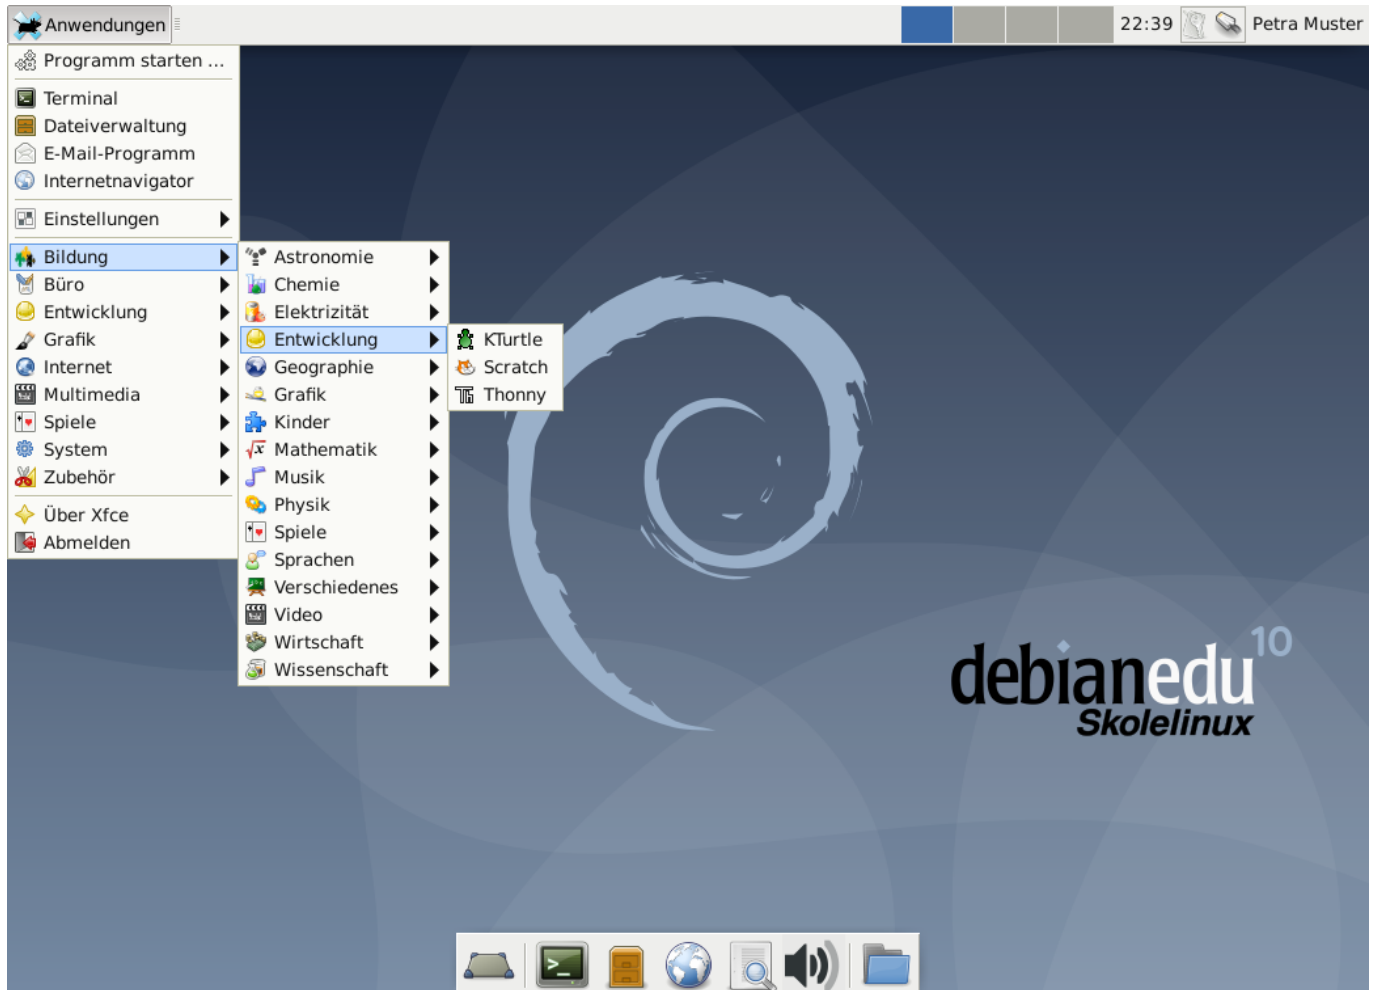 Anwendungen
22:39
Petra Muster
Programm starten ...
Terminal
Dateiverwaltung
E-Mail-Programm
Internetnavigator
Einstellungen
Bildung
Büro
Entwicklung
Grafik
Internet
Multimedia
Spiele
System
Zubehör
Über Xfce
Abmelden
Astronomie
Chemie
Elektrizität
Entwicklung
Geographie
Grafik
Kinder
Mathematik
Musik
Physik
Spiele
Sprachen
Verschiedenes
Video
Wirtschaft
Wissenschaft
KTurtle
Scratch
Thonny
debianedu 10
Skolelinux